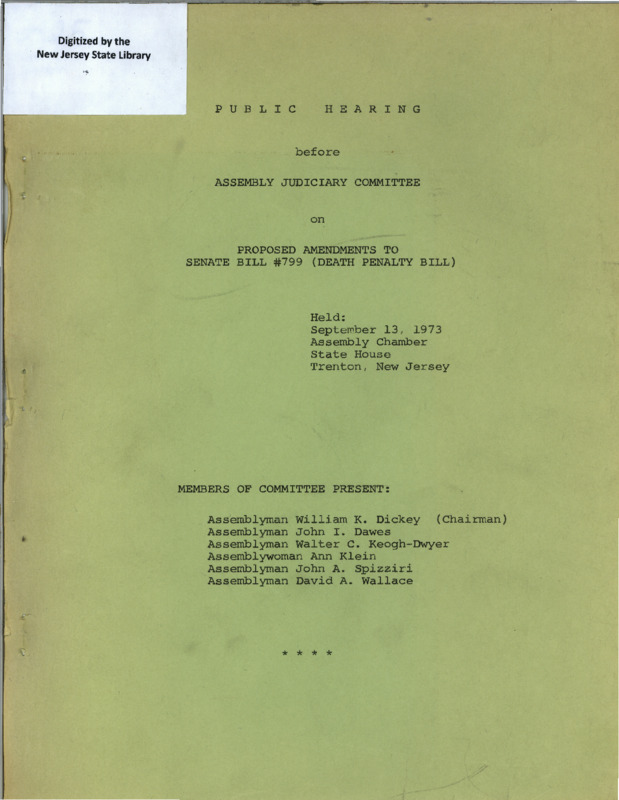 Digitized by the
New Jersey State Library
P U B L I C   H E A R I N G
before
ASSEMBLY JUDICIARY COMMITTEE
on
PROPOSED AMENDMENTS TO
SENATE BILL #799 (DEATH PENALTY BILL)
Held:
September 13, 1973
Assembly Chamber
State House
Trenton, New Jersey
MEMBERS OF COMMITTEE PRESENT:
Assemblyman William K. Dickey (Chairman)
Assemblyman John I. Dawes
Assemblyman Walter C. Keogh-Dwyer
Assemblywoman Ann Klein
Assemblyman John A. Spizziri
Assemblyman David A. Wallace
* * * *